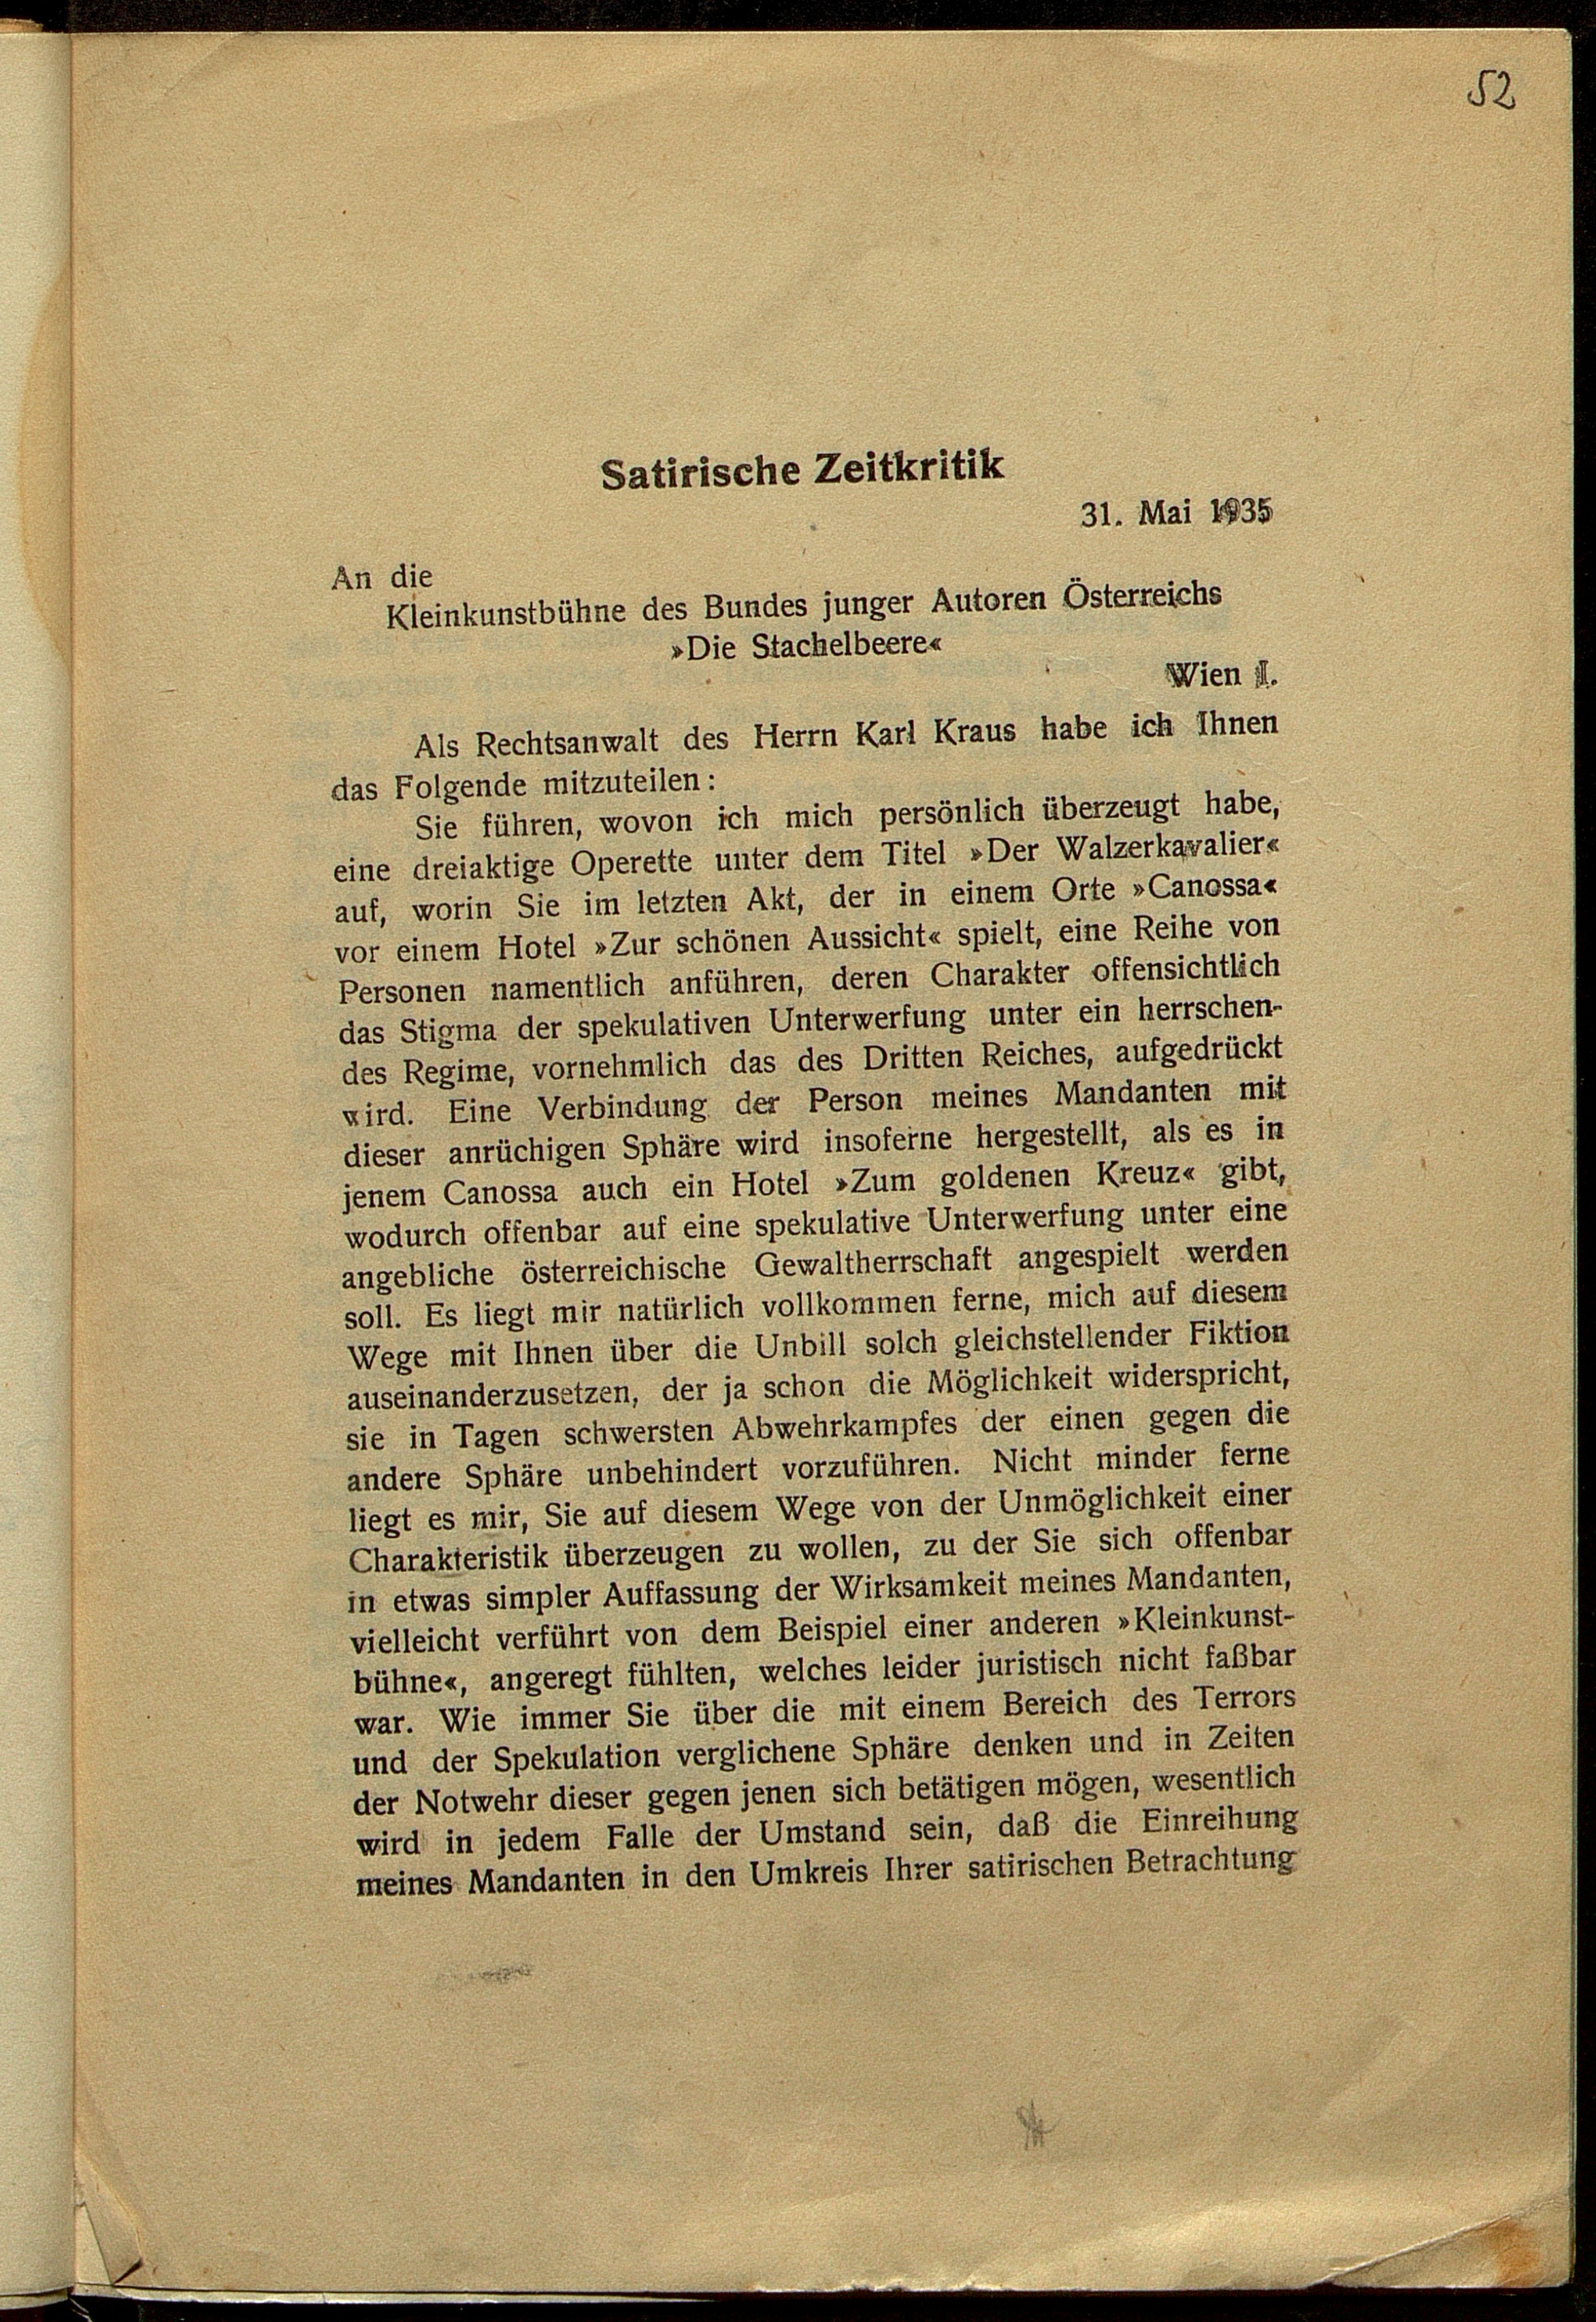 52
Satirische Zeitkritik
31. Mai 1935
An die
Kleinkunstbühne des Bundes junger Autoren Österreichs
»Die Stachelbeere«
Wien I.
Als Rechtsanwalt des Herrn Karl Kraus habe ich Ihnen
das Folgende mitzuteilen:
Sie führen, wovon ich mich persönlich überzeugt habe,
eine dreiaktige Operette unter dem Titel »Der Walzerkavalier«
auf, worin Sie im letzten Akt, der in einem Orte »Canossa«
vor einem Hotel »Zur schönen Aussicht« spielt, eine Reihe von
Personen namentlich anführen, deren Charakter offensichtlich
das Stigma der spekulativen Unterwerfung unter ein herrschen-
des Regime, vornehmlich das des Dritten Reiches, aufgedrückt
wird. Eine Verbindung der Person meines Mandanten mit
dieser anrüchigen Sphäre wird insoferne hergestellt, als es in
jenem Canossa auch ein Hotel »Zum goldenen Kreuz« gibt,
wodurch offenbar auf eine spekulative Unterwerfung unter eine
angebliche österreichische Gewaltherrschaft angespielt werden
soll. Es liegt mir natürlich vollkommen ferne, mich auf diesem
Wege mit Ihnen über die Unbill solch gleichstellender Fiktion
auseinanderzusetzen, der ja schon die Möglichkeit widerspricht,
sie in Tagen schwersten Abwehrkampfes der einen gegen die
andere Sphäre unbehindert vorzuführen. Nicht minder ferne
liegt es mir, Sie auf diesem Wege von der Unmöglichkeit einer
Charakteristik überzeugen zu wollen, zu der Sie sich offenbar
in etwas simpler Auffassung der Wirksamkeit meines Mandanten,
vielleicht verführt von dem Beispiel einer anderen »Kleinkunst-
bühne«, angeregt fühlten, welches leider juristisch nicht faßbar
war. Wie immer Sie über die mit einem Bereich des Terrors
und der Spekulation verglichene Sphäre denken und in Zeiten
der Notwehr dieser gegen jenen sich betätigen mögen, wesentlich
wird in jedem Falle der Umstand sein, daß die Einreihung
meines Mandanten in den Umkreis Ihrer satirischen Betrachtung